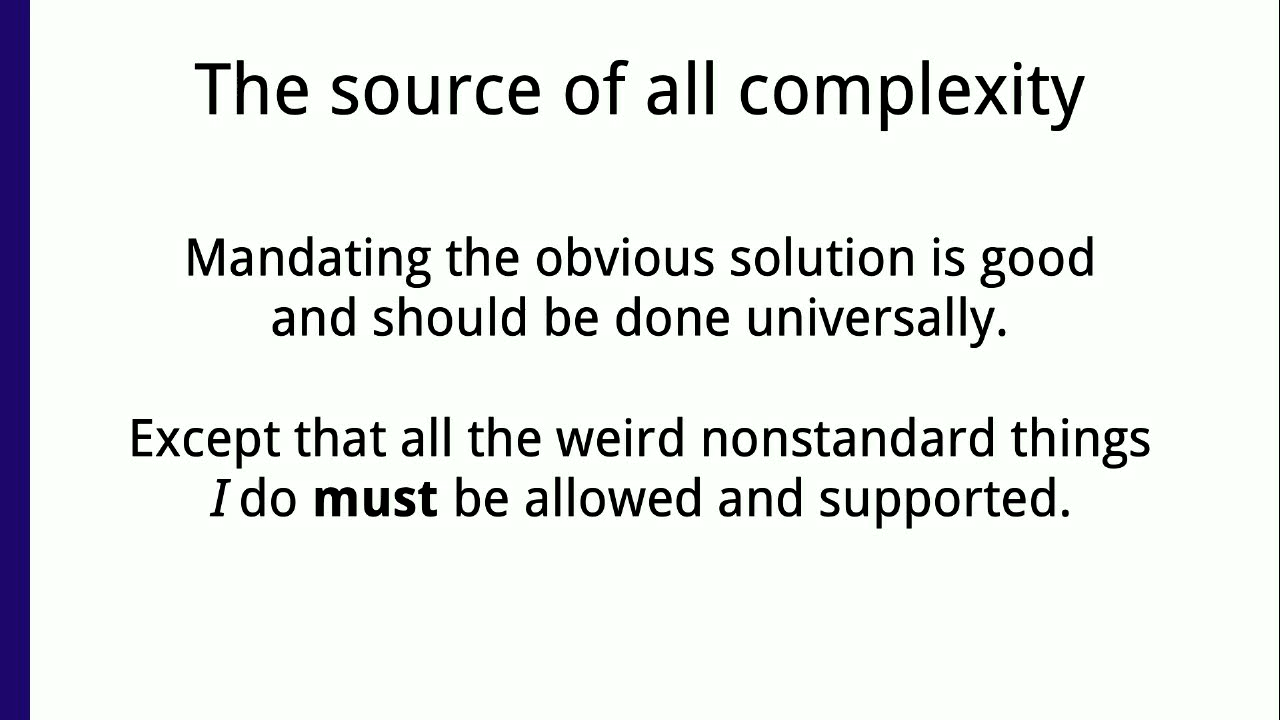 The source of all complexity
Mandating the obvious solution is good
and should be done universally.
Except that all the weird nonstandard things
I do must be allowed and supported.